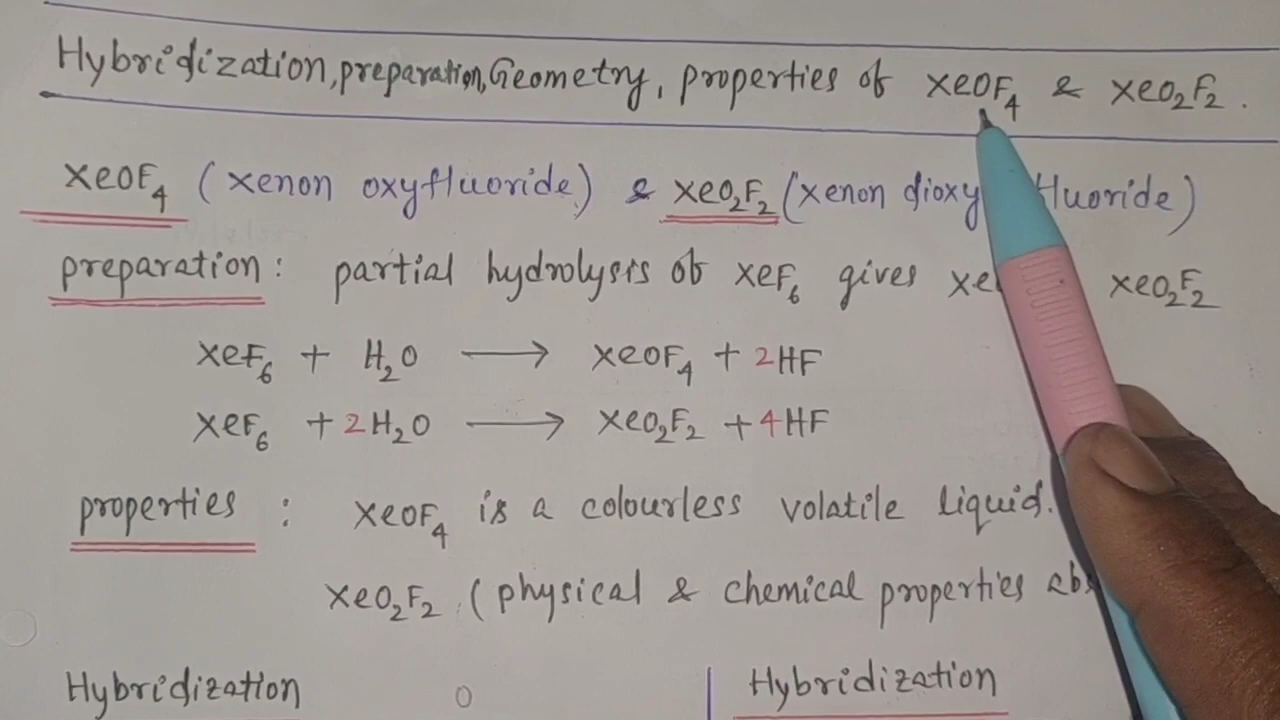 Hybridization, preparation, Geometry, properties of XeOF₄ & XeO₂F₂.
XeOF₄ (xenon oxyfluoride) & XeO₂F₂ (xenon dioxy fluoride)
preparation: partial hydrolysis of XeF₆ gives XeO₂F₂
XeF₆ + H₂O ⟶ XeOF₄ + 2HF
XeF₆ + 2H₂O ⟶ XeO₂F₂ + 4HF
properties : XeOF₄ is a colourless volatile liquid.
XeO₂F₂ (physical & chemical properties
Hybridization O Hybridization